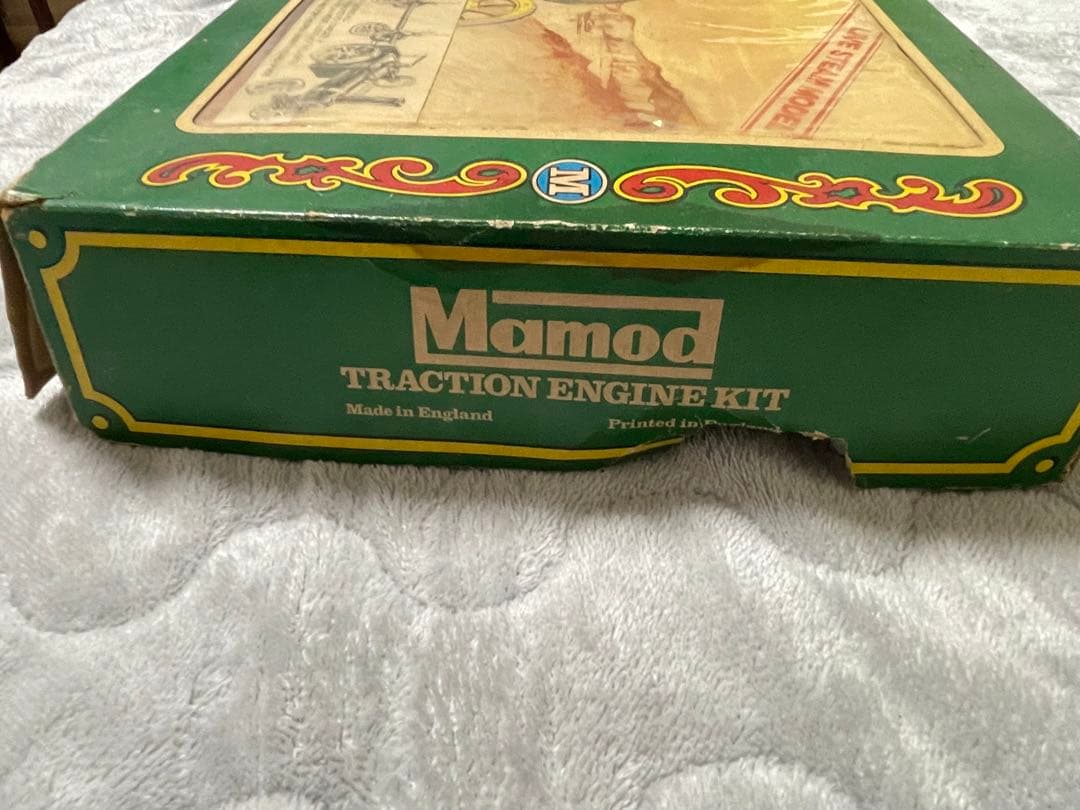 LIVE STEAM MODEL
M
Mamod
TRACTION ENGINE KIT
Made in England
Printed in